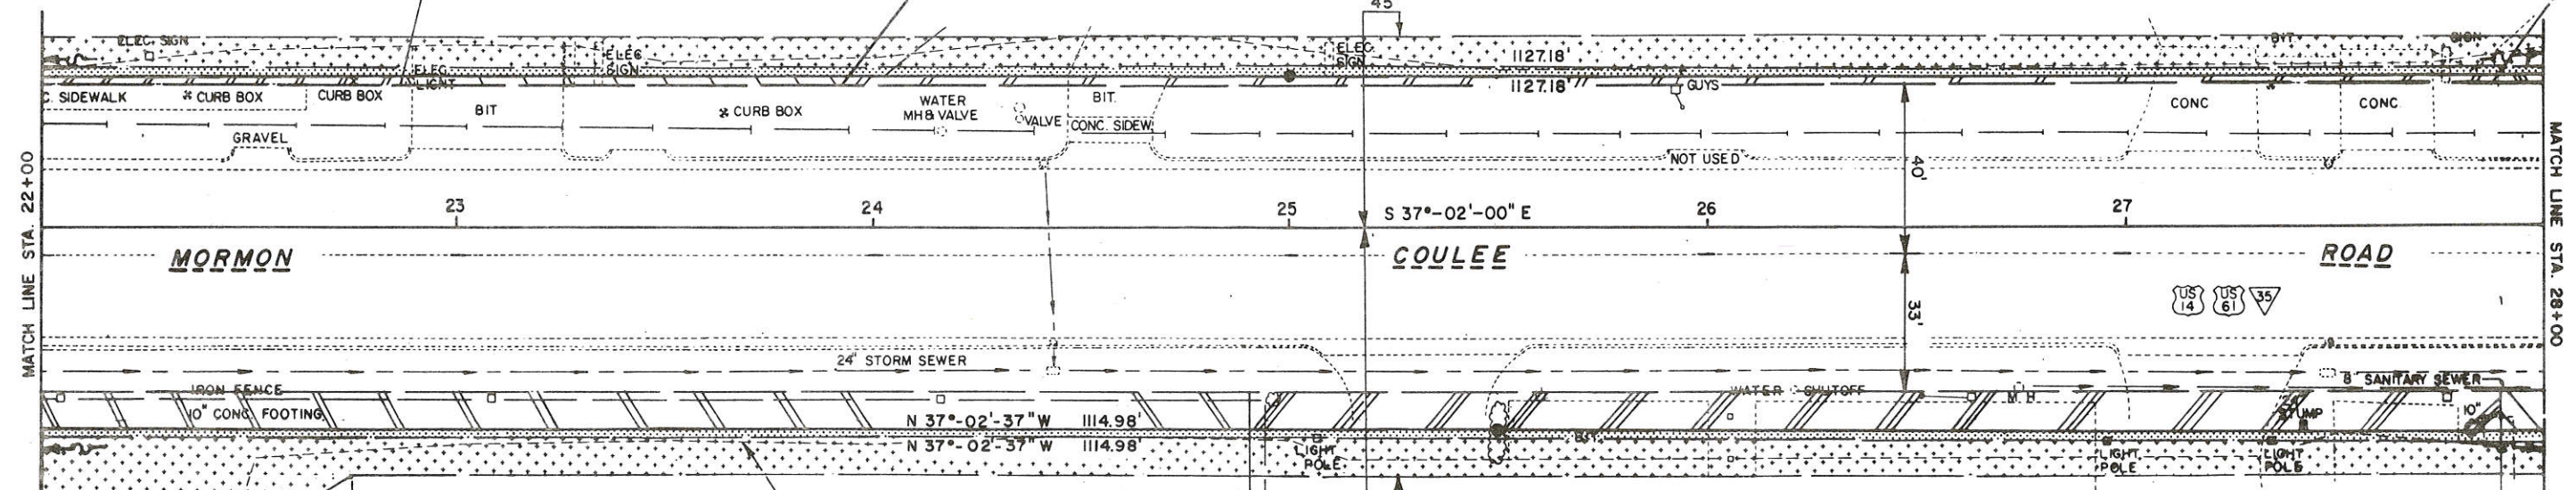 45'
ELEC. SIGN
ELEC.
SIGN
ELEC.
SIGN
1127.18'
BIT.
SIGN
ELEC.
LIGHT
1127.18'
GUYS
C. SIDEWALK
CURB BOX
CURB BOX
BIT
CURB BOX
WATER
MH & VALVE
VALVE
BIT.
CONC. SIDEW.
CONC
CONC
GRAVEL
NOT USED
40'
MATCH LINE STA. 22+00
MATCH LINE STA. 28+00
23
24
25
S 37°-02'-00" E
26
27
MORMON
COULEE
ROAD
US
14
US
61
35
33'
24" STORM SEWER
IRON FENCE
10" CONC. FOOTING
WATER SHUTOFF
M H
8" SANITARY SEWER
N 37°-02'-37" W 1114.98'
N 37°-02'-37" W 1114.98'
STUMP
10"
BIT.
LIGHT
POLE
LIGHT
POLE
LIGHT
POLE